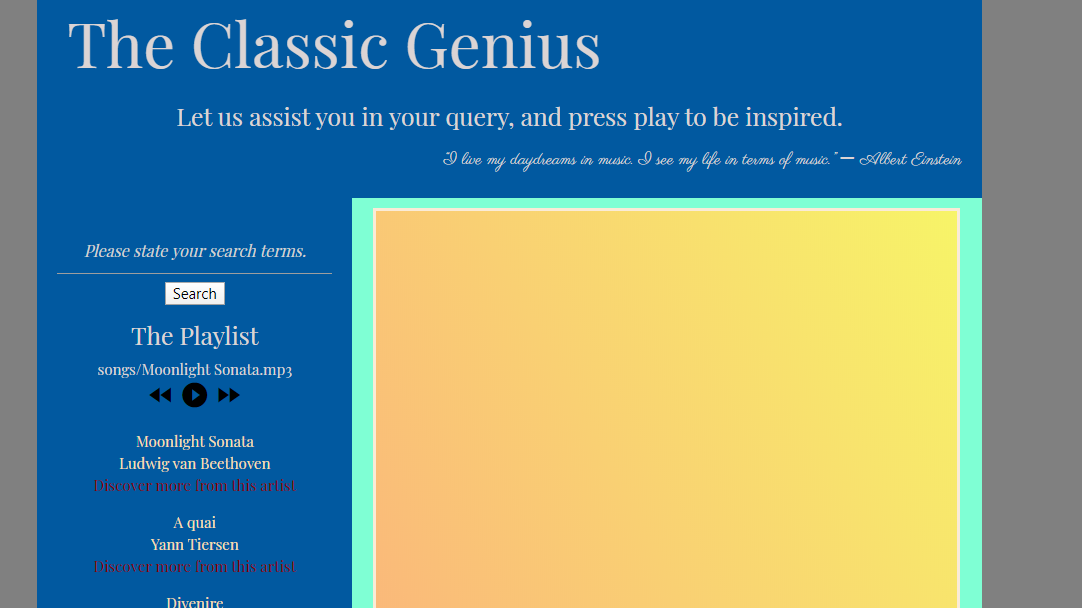 The Classic Genius
Let us assist you in your query, and press play to be inspired.
"I live my daydreams in music. I see my life in terms of music." — Albert Einstein
Please state your search terms.
Search
The Playlist
songs/Moonlight Sonata.mp3
Moonlight Sonata
Ludwig van Beethoven
Discover more from this artist
A quai
Yann Tiersen
Discover more from this artist
Divenire